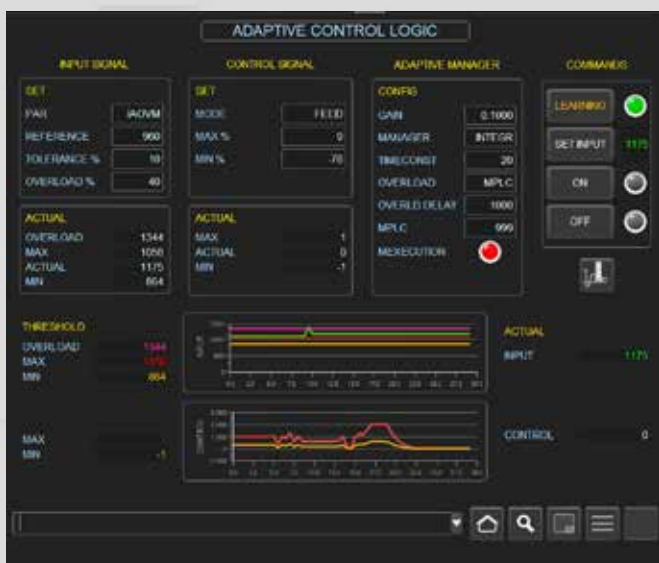 ADAPTIVE CONTROL LOGIC
INPUT SIGNAL
CONTROL SIGNAL
ADAPTIVE MANAGER
COMMANDS
SET
PAR IAOVM
REFERENCE 960
TOLERANCE % 10
OVERLOAD % 40
SET
MODE FEED
MAX % 0
MIN % -70
CONFIG
GAIN 0.1000
MANAGER INTEGR
TIMECONST 20
OVERLOAD MPLC
OVERLD DELAY 1000
MPLC 999
MEXECUTION
LEARNING
SET INPUT 1175
ON
OFF
ACTUAL
OVERLOAD 1344
MAX 1056
ACTUAL 1175
MIN 864
ACTUAL
MAX 1
ACTUAL 0
MIN -1
THRESHOLD
OVERLOAD 1344
MAX
MIN 864
ACTUAL
INPUT 1175
MAX
MIN -1
CONTROL
CONTROL 0